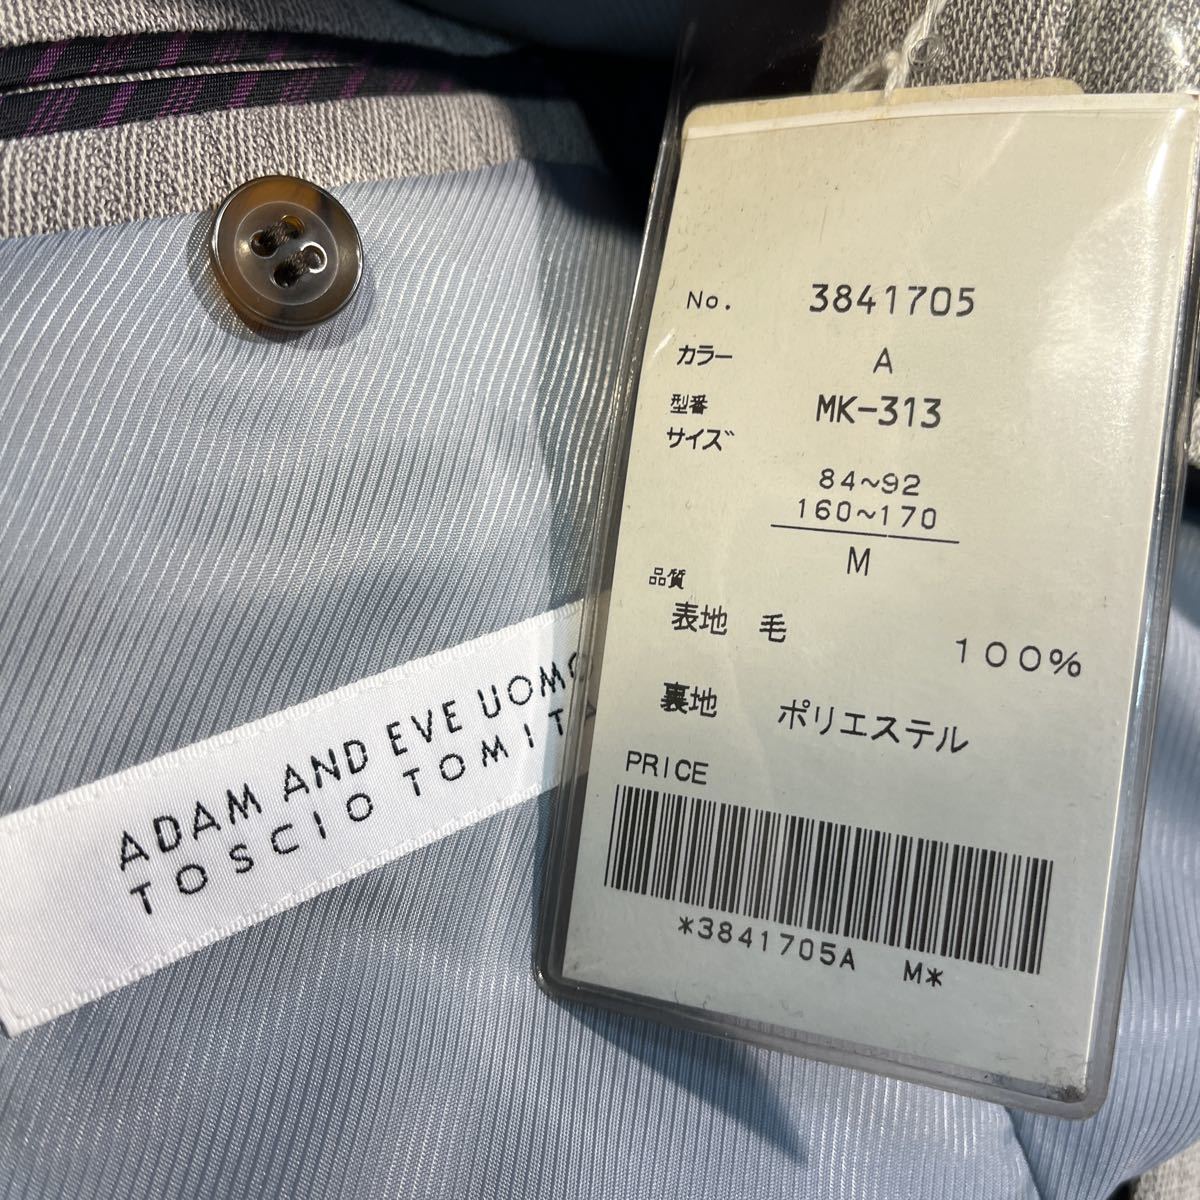 ADAM AND EVE UOMO
TOSCIO TOMITA
No. 3841705
カラー A
型番 MK-313
サイズ
84~92
160~170
M
品質
表地 毛 100%
裏地 ポリエステル
PRICE
*3841705A M*